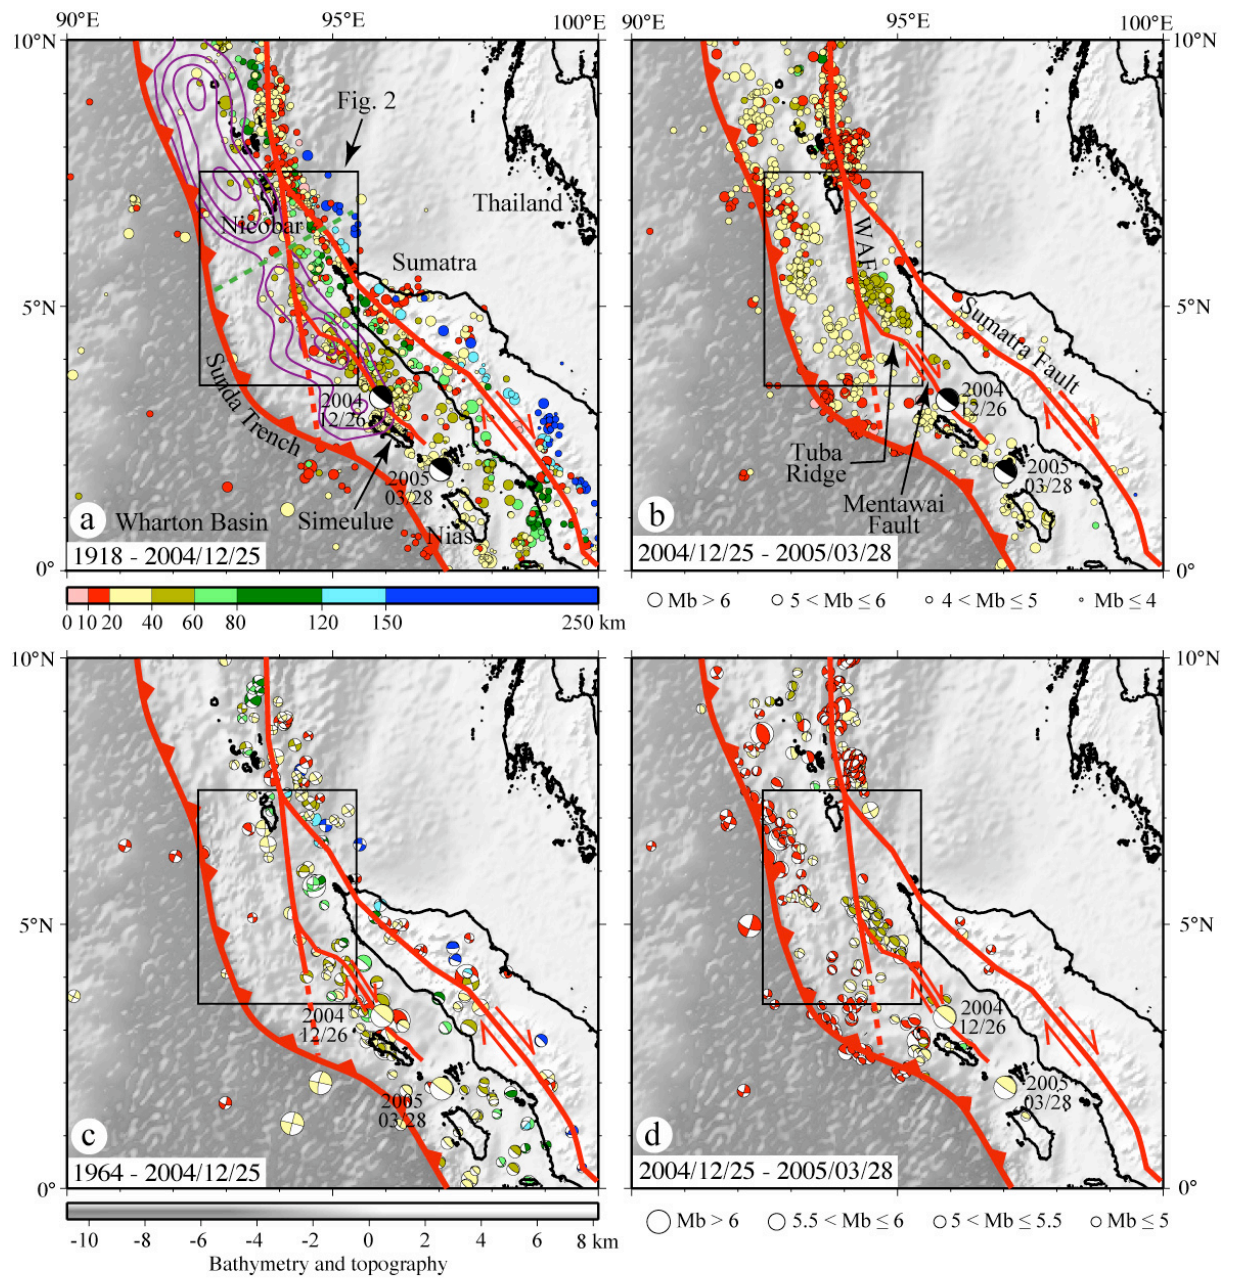 90°E 95°E 100°E 90°E 95°E 100°E
10°N 10°N
Fig. 2
Thailand
Nicobar
WAF
Sumatra
5°N 5°N
Sumatra Fault
Sunda Trench
2004
12/26
2004
12/26
Tuba
Ridge
2005
03/28
2005
03/28
Mentawai
Fault
a Wharton Basin Simeulue Nias b
1918 - 2004/12/25 2004/12/25 - 2005/03/28
0° 0°
0 10 20 40 60 80 120 150 250 km
Mb > 6 5 < Mb ≤ 6 4 < Mb ≤ 5 Mb ≤ 4
10°N 10°N
5°N 5°N
2004
12/26
2004
12/26
2005
03/28
2005
03/28
c d
1964 - 2004/12/25 2004/12/25 - 2005/03/28
0° 0°
Mb > 6 5.5 < Mb ≤ 6 5 < Mb ≤ 5.5 Mb ≤ 5
-10 -8 -6 -4 -2 0 2 4 6 8 km
Bathymetry and topography